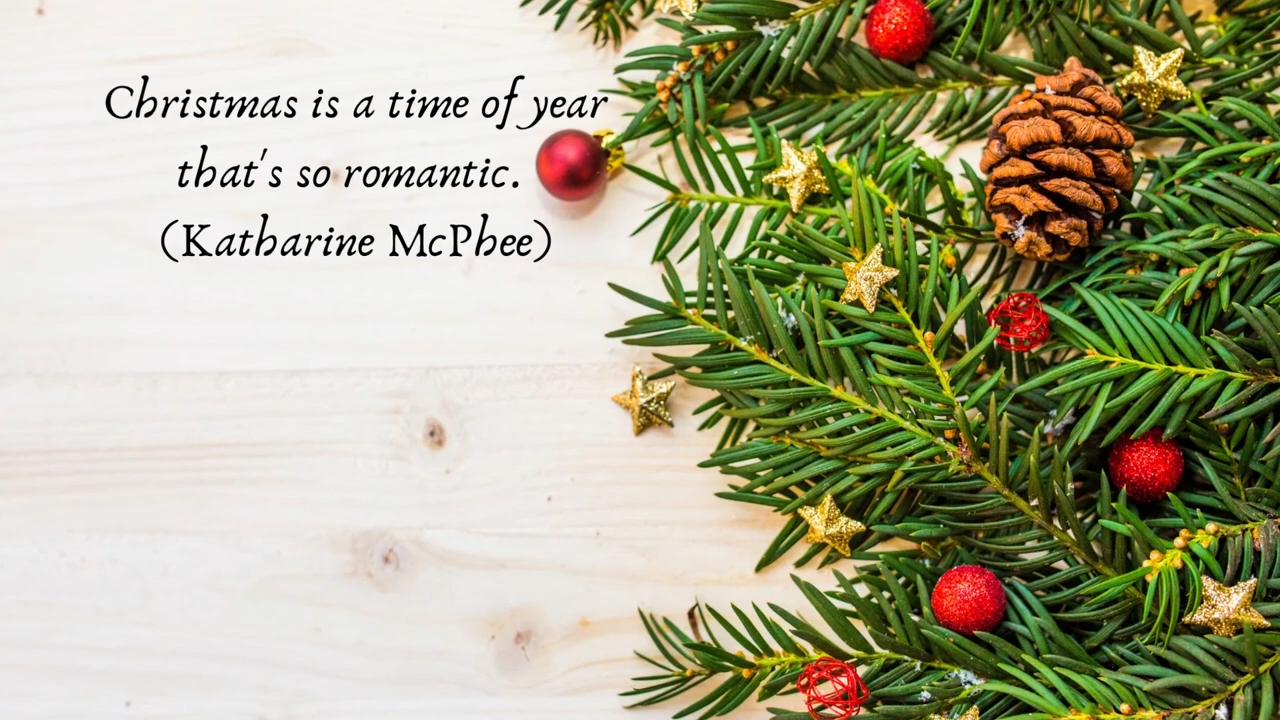 Christmas is a time of year
that's so romantic.
(Katharine McPhee)